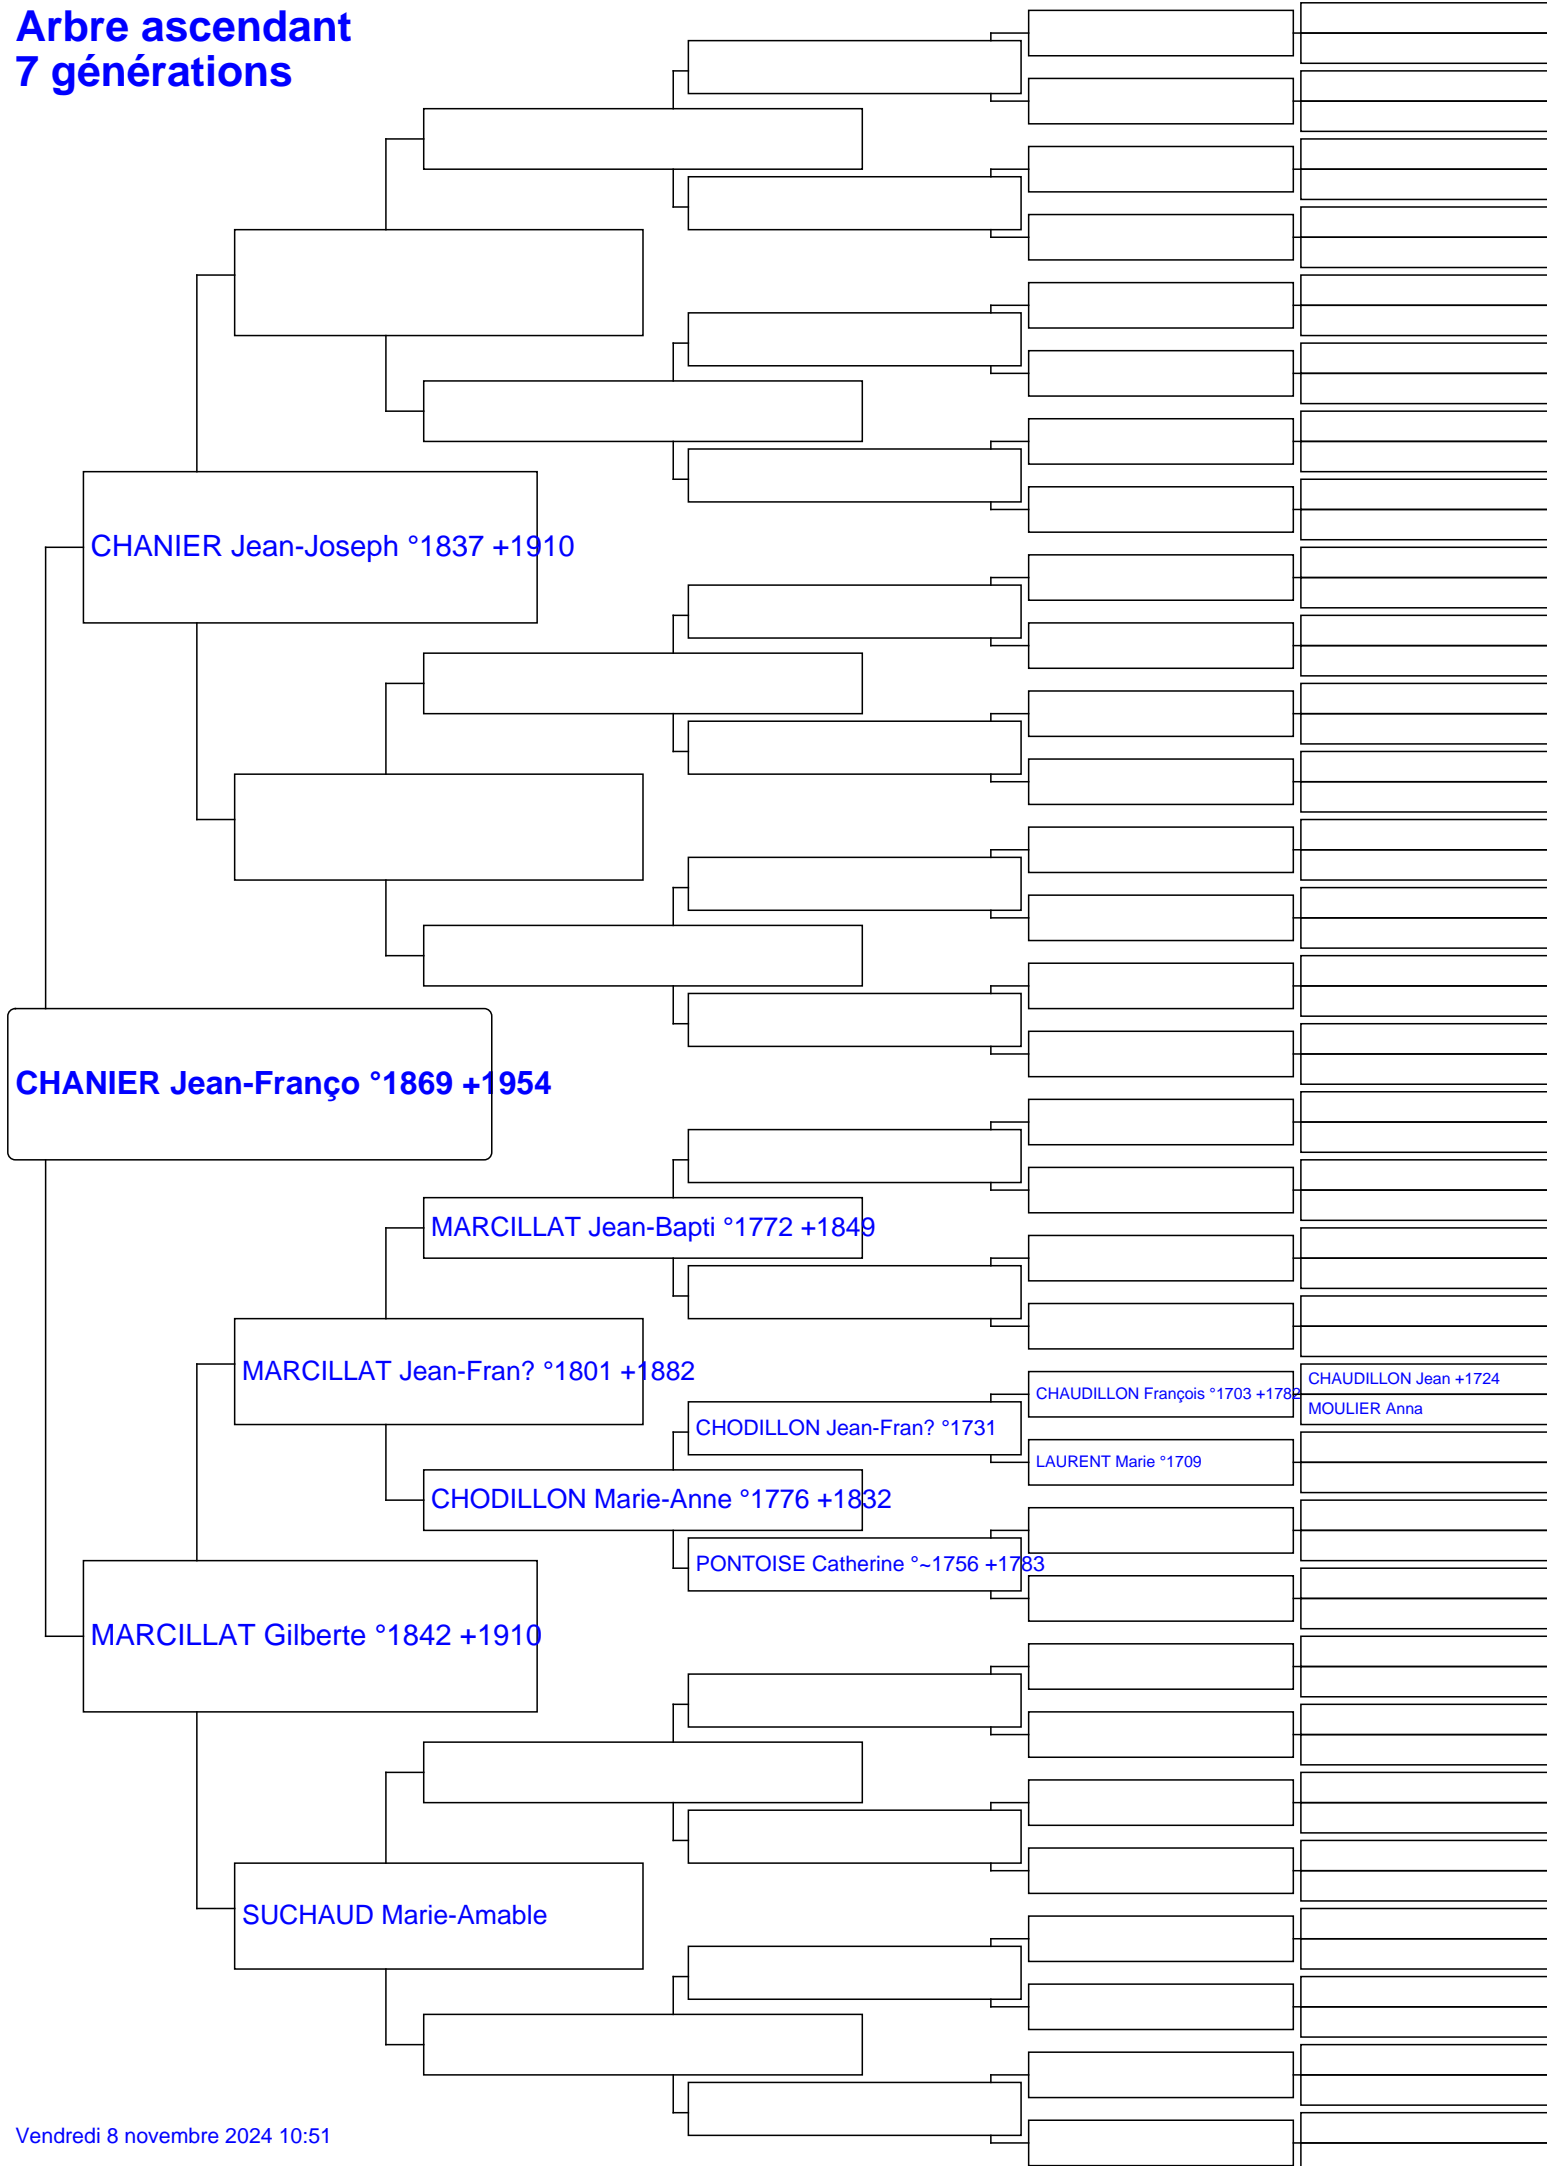 Arbre ascendant
7 générations
CHANIER Jean-Joseph °1837 +1910
CHANIER Jean-Franço °1869 +1954
MARCILLAT Jean-Bapti °1772 +1849
MARCILLAT Jean-Fran? °1801 +1882
CHAUDILLON François °1703 +1782
CHAUDILLON Jean +1724
MOULIER Anna
CHODILLON Jean-Fran? °1731
LAURENT Marie °1709
CHODILLON Marie-Anne °1776 +1832
PONTOISE Catherine °~1756 +1783
MARCILLAT Gilberte °1842 +1910
SUCHAUD Marie-Amable
Vendredi 8 novembre 2024 10:51